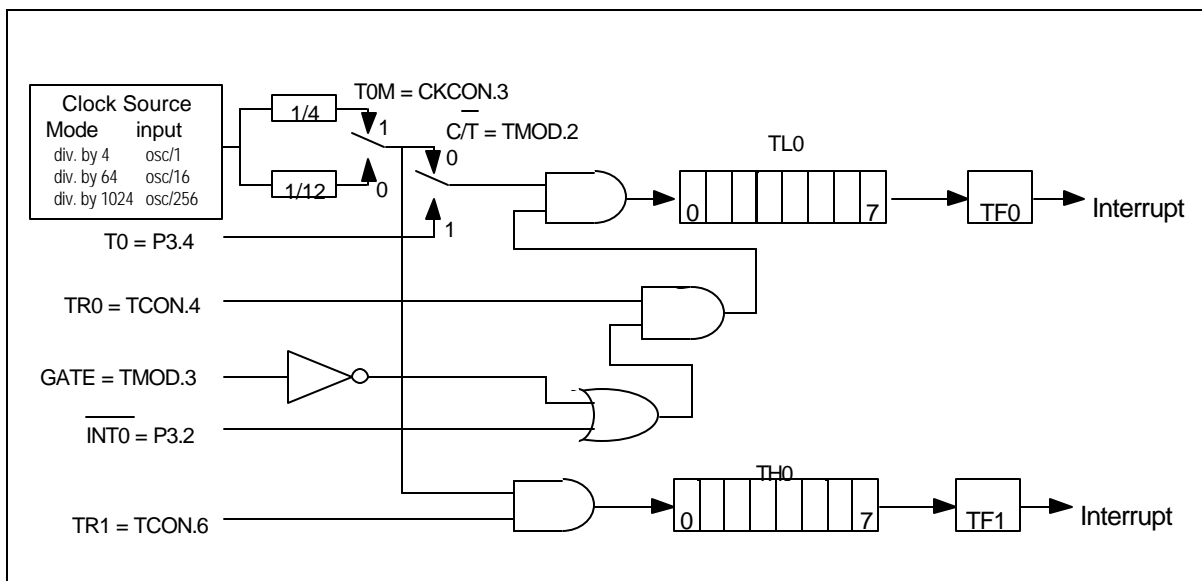 Clock Source
Mode input
div. by 4 osc/1
div. by 64 osc/16
div. by 1024 osc/256
1/4
1/12
T0M = CKCON.3
1
0
C/T̅ = TMOD.2
0
1
T0 = P3.4
TL0
0 7
TF0
Interrupt
TR0 = TCON.4
GATE = TMOD.3
I̅N̅T̅0̅ = P3.2
TR1 = TCON.6
TH0
0 7
TF1
Interrupt